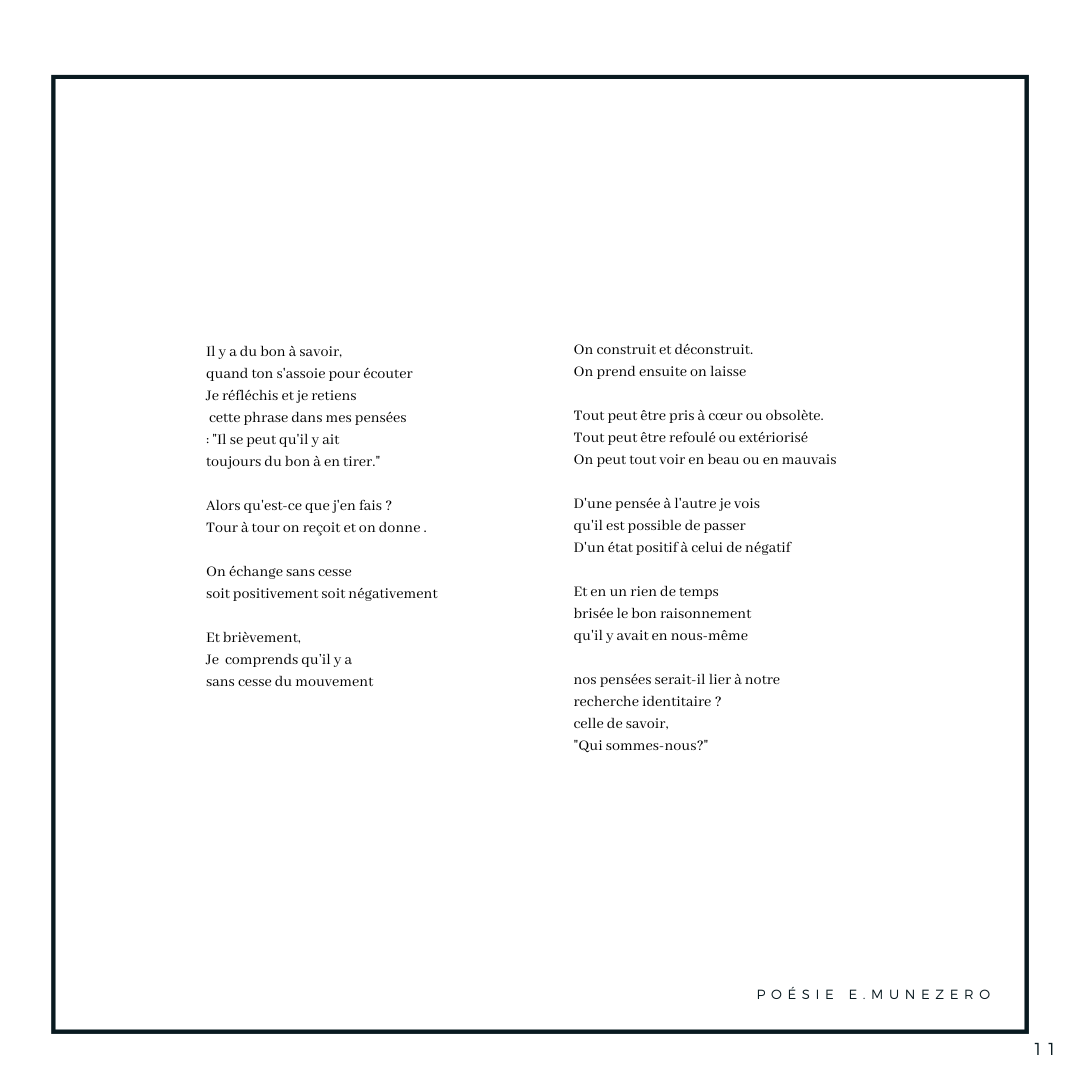 Il y a du bon à savoir,
quand ton s'assoie pour écouter
Je réfléchis et je retiens
cette phrase dans mes pensées
: "Il se peut qu'il y ait
toujours du bon à en tirer."

Alors qu'est-ce que j'en fais ?
Tour à tour on reçoit et on donne .

On échange sans cesse
soit positivement soit négativement

Et brièvement,
Je  comprends qu'il y a
sans cesse du mouvement

On construit et déconstruit.
On prend ensuite on laisse

Tout peut être pris à cœur ou obsolète.
Tout peut être refoulé ou extériorisé
On peut tout voir en beau ou en mauvais

D'une pensée à l'autre je vois
qu'il est possible de passer
D'un état positif à celui de négatif

Et en un rien de temps
brisée le bon raisonnement
qu'il y avait en nous-même

nos pensées serait-il lier à notre
recherche identitaire ?
celle de savoir,
"Qui sommes-nous?"

POÉSIE E.MUNEZERO
11